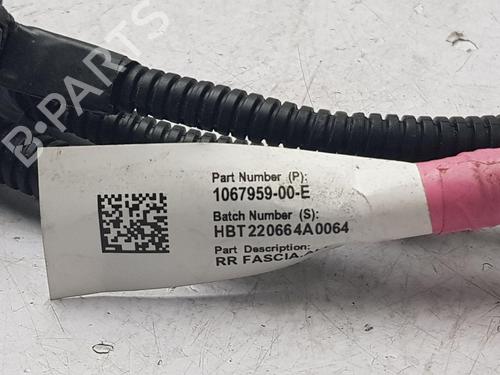 B-PARTS
Part Number (P):
1067959-00-E
Batch Number (S):
HBT220664A0064
Part Description:
RR FASCIA